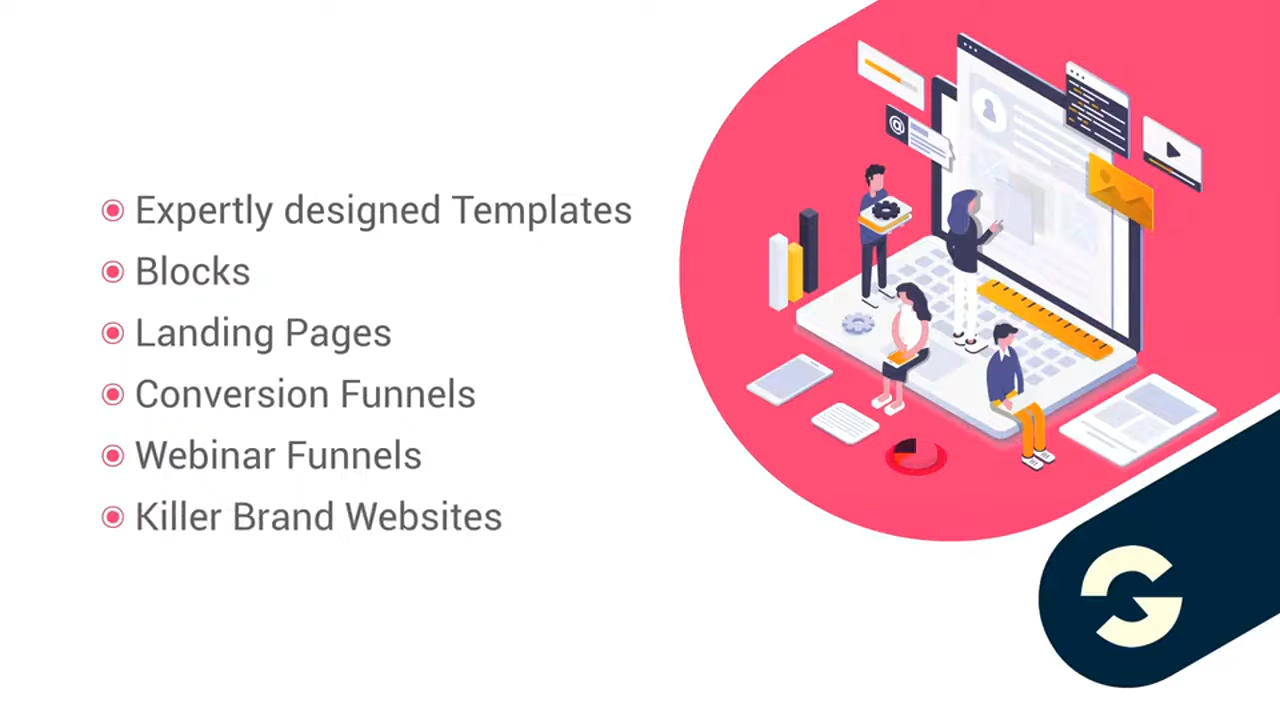 Expertly designed Templates
Blocks
Landing Pages
Conversion Funnels
Webinar Funnels
Killer Brand Websites